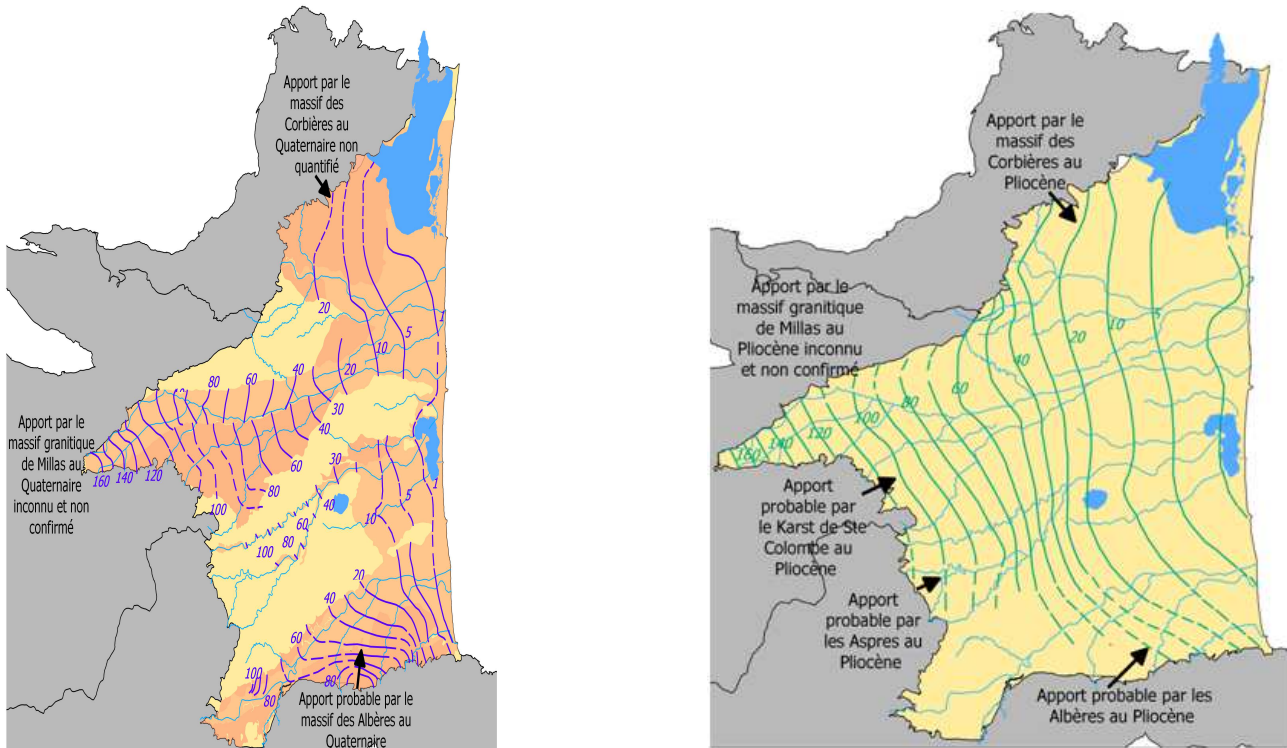 Apport par le
massif des
Corbières au
Quaternaire non
quantifié
20
10
5
1
80
60
40
20
30
40
60
80
100
Apport par le
massif granitique
de Millas au
Quaternaire
inconnu et non
confirmé
160
140
120
30
40
60
80
100
5
1
10
20
40
60
100
80
80
Apport probable par le
massif des Albères au
Quaternaire
Apport par le
massif des
Corbières au
Pliocène
Apport par le
massif granitique
de Millas au
Pliocène inconnu
et non confirmé
5
10
20
40
60
80
100
120
140
160
Apport
probable par
le Karst de Ste
Colombe au
Pliocène
Apport
probable par
les Aspres au
Pliocène
Apport probable par les
Albères au Pliocène